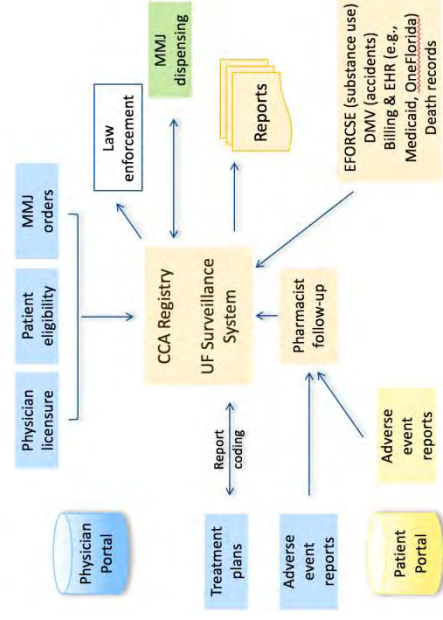 Physician
Portal
Physician
licensure
Patient
eligibility
MMJ
orders
Law
enforcement
MMJ
dispensing
CCA Registry
UF Surveillance
System
Report
coding
Treatment
plans
Reports
Adverse
event
reports
Pharmacist
follow-up
Patient
Portal
Adverse
event
reports
EFORCSE (substance use)
DMV (accidents)
Billing & EHR (e.g.,
Medicaid, OneFlorida)
Death records